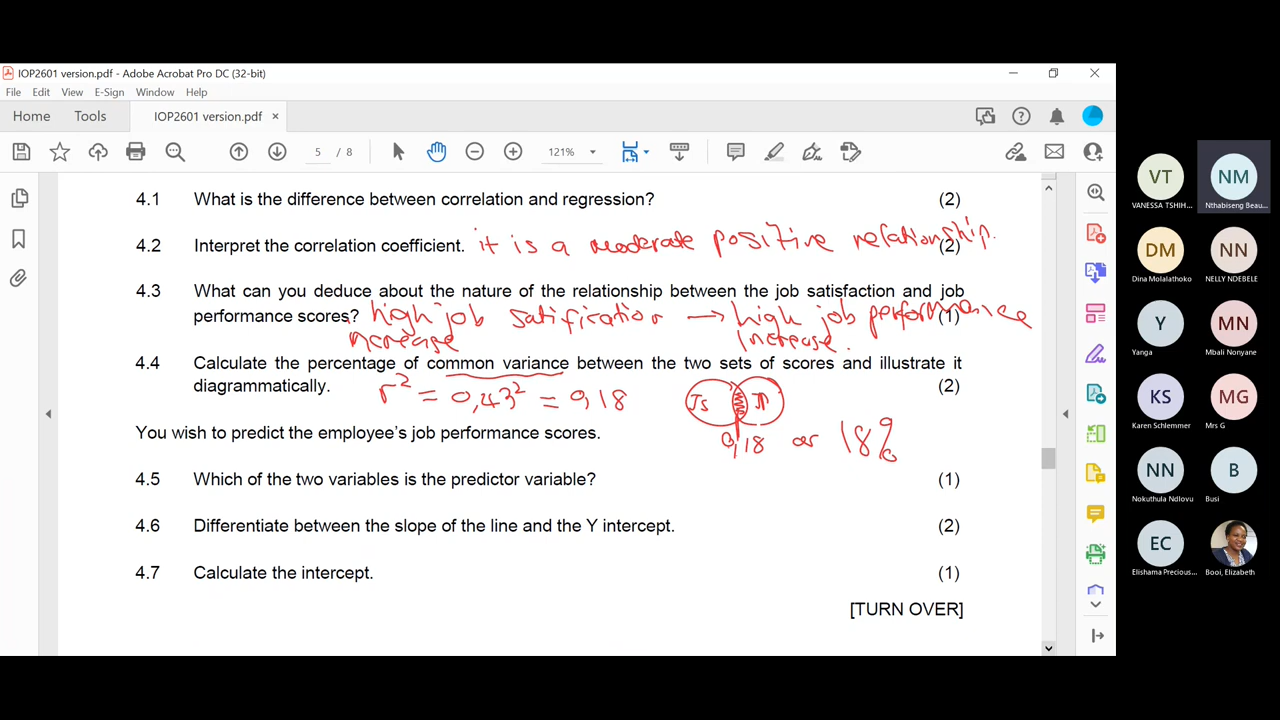 IOP2601 version.pdf - Adobe Acrobat Pro DC (32-bit)
File Edit View E-Sign Window Help
Home Tools IOP2601 version.pdf ×
5 / 8 121%
4.1 What is the difference between correlation and regression? (2)
4.2 Interpret the correlation coefficient. it is a moderate positive relationship. (2)
4.3 What can you deduce about the nature of the relationship between the job satisfaction and job
performance scores? high job satification → high job performance (1)
increase increase.
4.4 Calculate the percentage of common variance between the two sets of scores and illustrate it
diagrammatically. r² = 0,43² = 0,18 Js JP (2)
0,18 or 18%
You wish to predict the employee's job performance scores.
4.5 Which of the two variables is the predictor variable? (1)
4.6 Differentiate between the slope of the line and the Y intercept. (2)
4.7 Calculate the intercept. (1)
[TURN OVER]
VT NM
VANESSA TSHIH... Nthabiseng Beau...
DM NN
Dina Molalathoko NELLY NDEBELE
Y MN
Yanga Mbali Nonyane
KS MG
Karen Schlemmer Mrs G
NN B
Nokuthula Ndlovu Busi
EC
Elishama Precious... Booi, Elizabeth